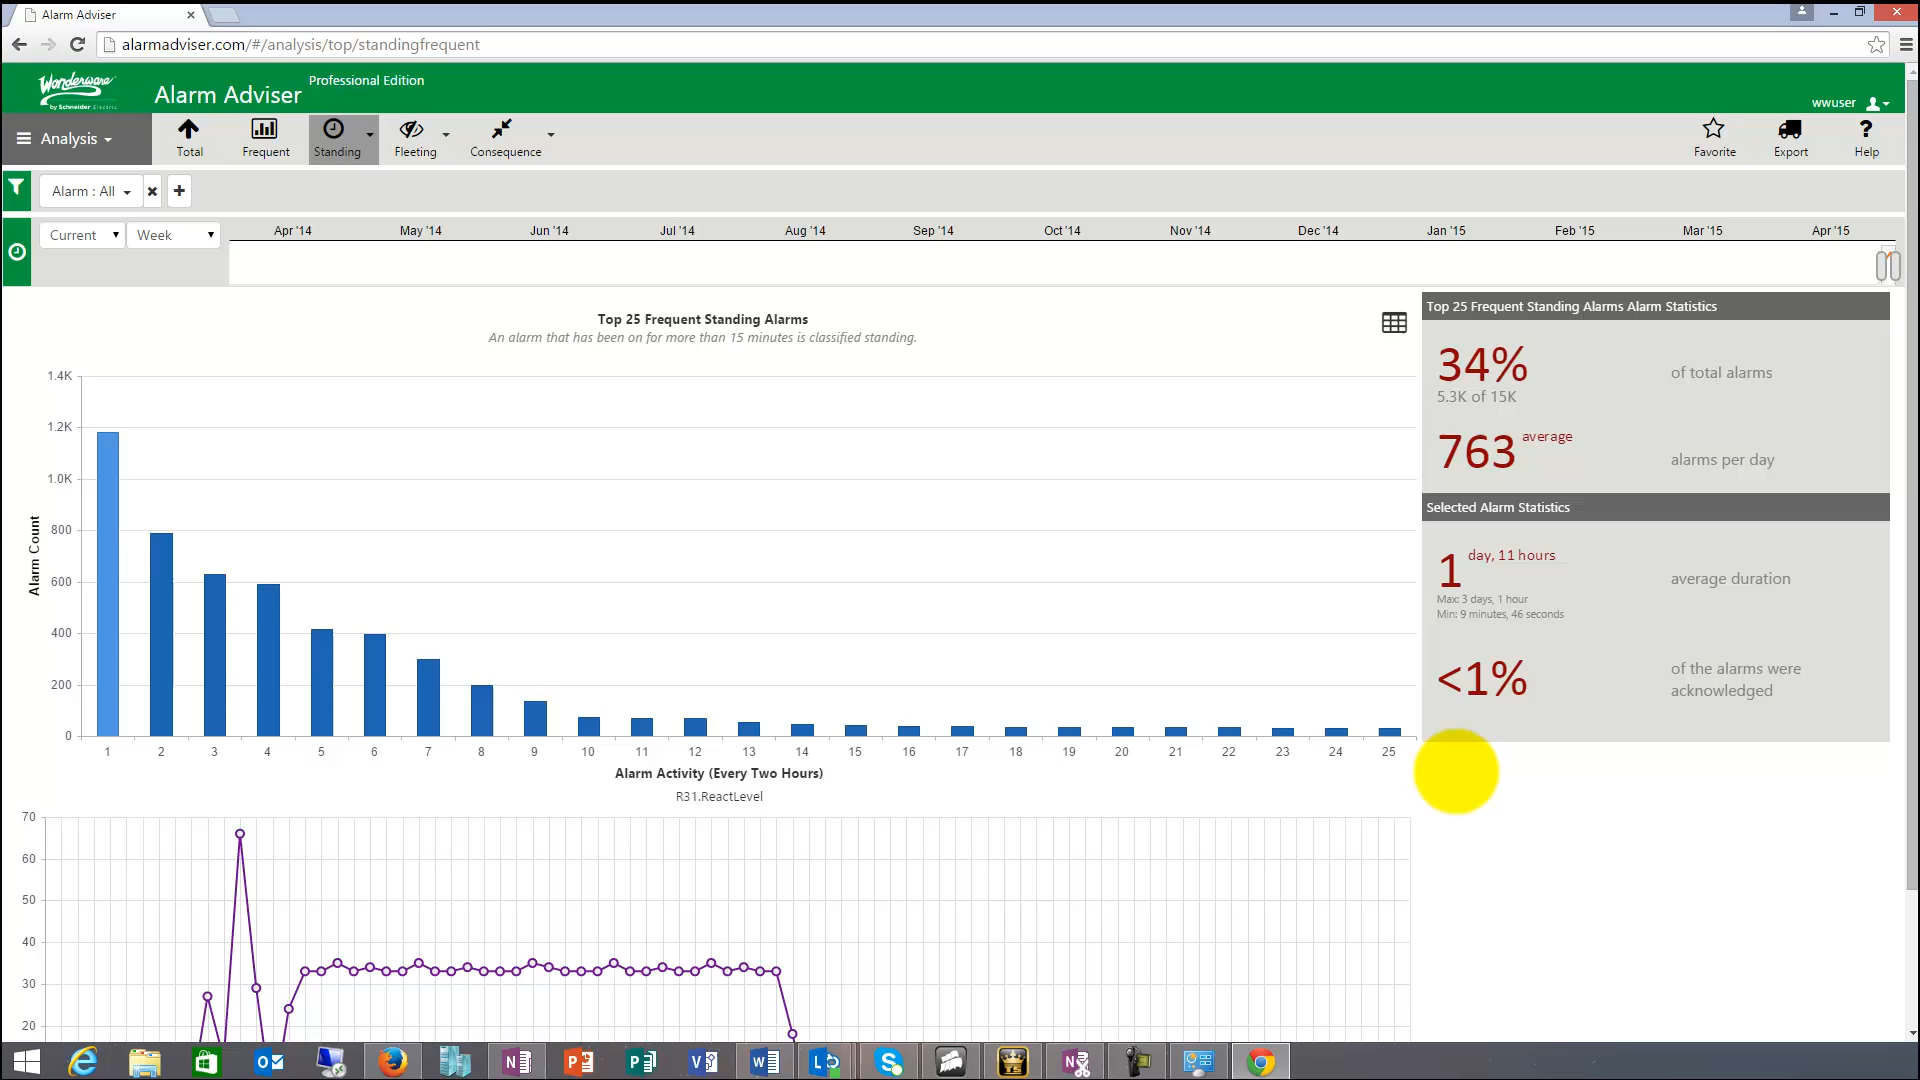 Alarm Adviser
alarmadviser.com/#/analysis/top/standingfrequent
Wonderware
by Schneider Electric
Alarm Adviser
Professional Edition
wwuser
Analysis
Total
Frequent
Standing
Fleeting
Consequence
Favorite
Export
? Help
Alarm : All
Current
Week
Apr '14 May '14 Jun '14 Jul '14 Aug '14 Sep '14 Oct '14 Nov '14 Dec '14 Jan '15 Feb '15 Mar '15 Apr '15
Top 25 Frequent Standing Alarms
An alarm that has been on for more than 15 minutes is classified standing.
Alarm Count
1.4K
1.2K
1.0K
800
600
400
200
0
1 2 3 4 5 6 7 8 9 10 11 12 13 14 15 16 17 18 19 20 21 22 23 24 25
Alarm Activity (Every Two Hours)
R31.ReactLevel
70
60
50
40
30
20
Top 25 Frequent Standing Alarms Alarm Statistics
34% of total alarms
5.3K of 15K
763 average alarms per day
Selected Alarm Statistics
1 day, 11 hours average duration
Max: 3 days, 1 hour
Min: 9 minutes, 46 seconds
<1% of the alarms were
acknowledged